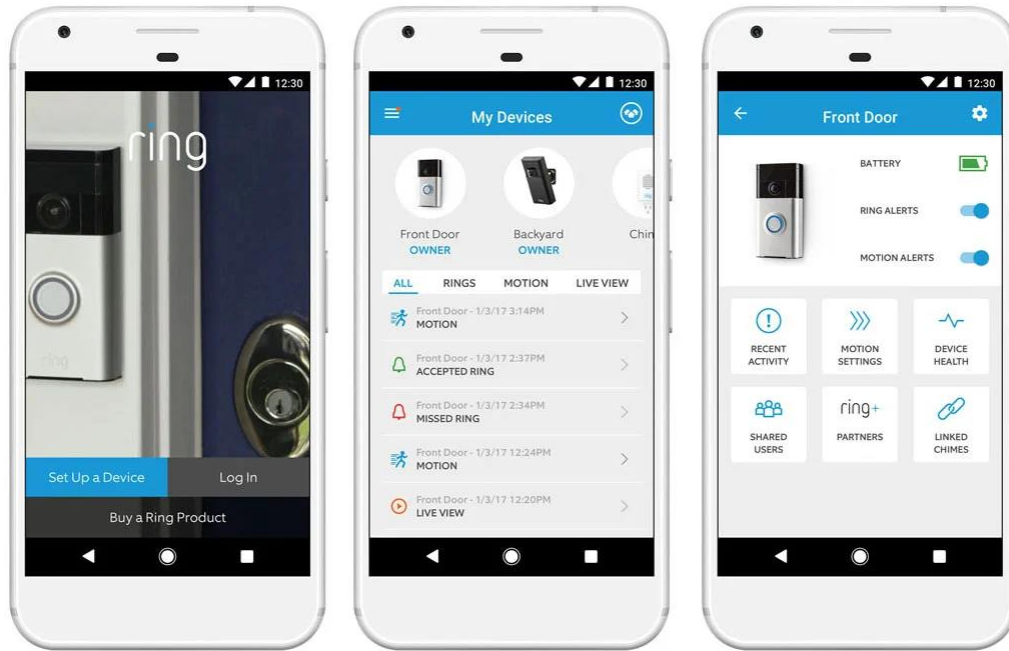 12:30
ring
ring
Set Up a Device
Log In
Buy a Ring Product
12:30
My Devices
Front Door
OWNER
Backyard
OWNER
Chin
ALL RINGS MOTION LIVE VIEW
Front Door - 1/3/17 3:14PM
MOTION
Front Door - 1/3/17 2:37PM
ACCEPTED RING
Front Door - 1/3/17 2:34PM
MISSED RING
Front Door - 1/3/17 12:24PM
MOTION
Front Door - 1/3/17 12:20PM
LIVE VIEW
12:30
Front Door
BATTERY
RING ALERTS
MOTION ALERTS
RECENT
ACTIVITY
MOTION
SETTINGS
DEVICE
HEALTH
SHARED
USERS
ring+
PARTNERS
LINKED
CHIMES